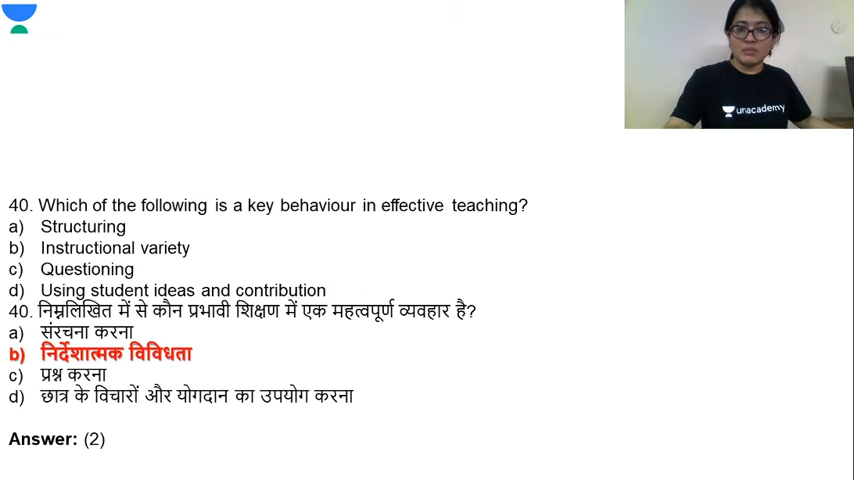 unacademy
40. Which of the following is a key behaviour in effective teaching?
a) Structuring
b) Instructional variety
c) Questioning
d) Using student ideas and contribution
40. निम्नलिखित में से कौन प्रभावी शिक्षण में एक महत्वपूर्ण व्यवहार है?
a) संरचना करना
b) निर्देशात्मक विविधता
c) प्रश्न करना
d) छात्र के विचारों और योगदान का उपयोग करना
Answer: (2)